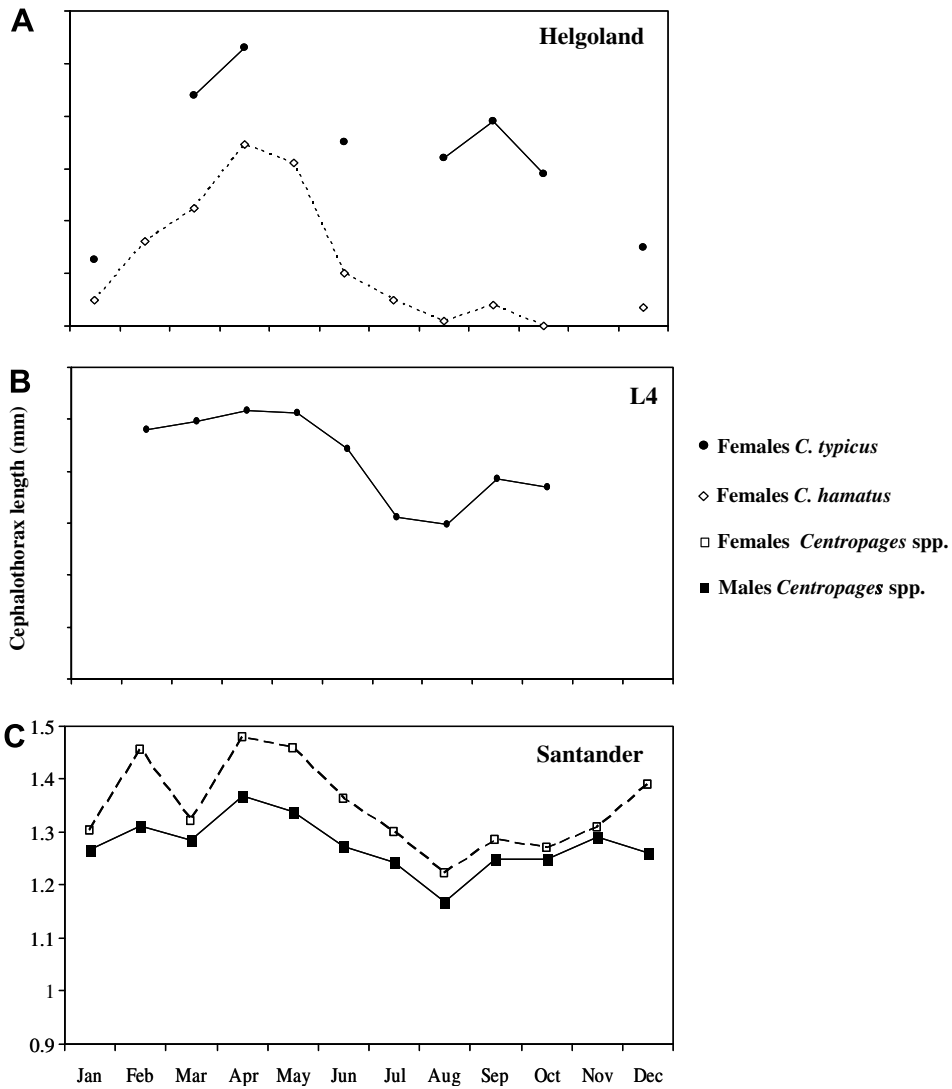 A
Helgoland
B
L4
Cephalothorax length (mm)
Females C. typicus
Females C. hamatus
Females Centropages spp.
Males Centropages spp.
C
Santander
1.5
1.4
1.3
1.2
1.1
1
0.9
Jan Feb Mar Apr May Jun Jul Aug Sep Oct Nov Dec